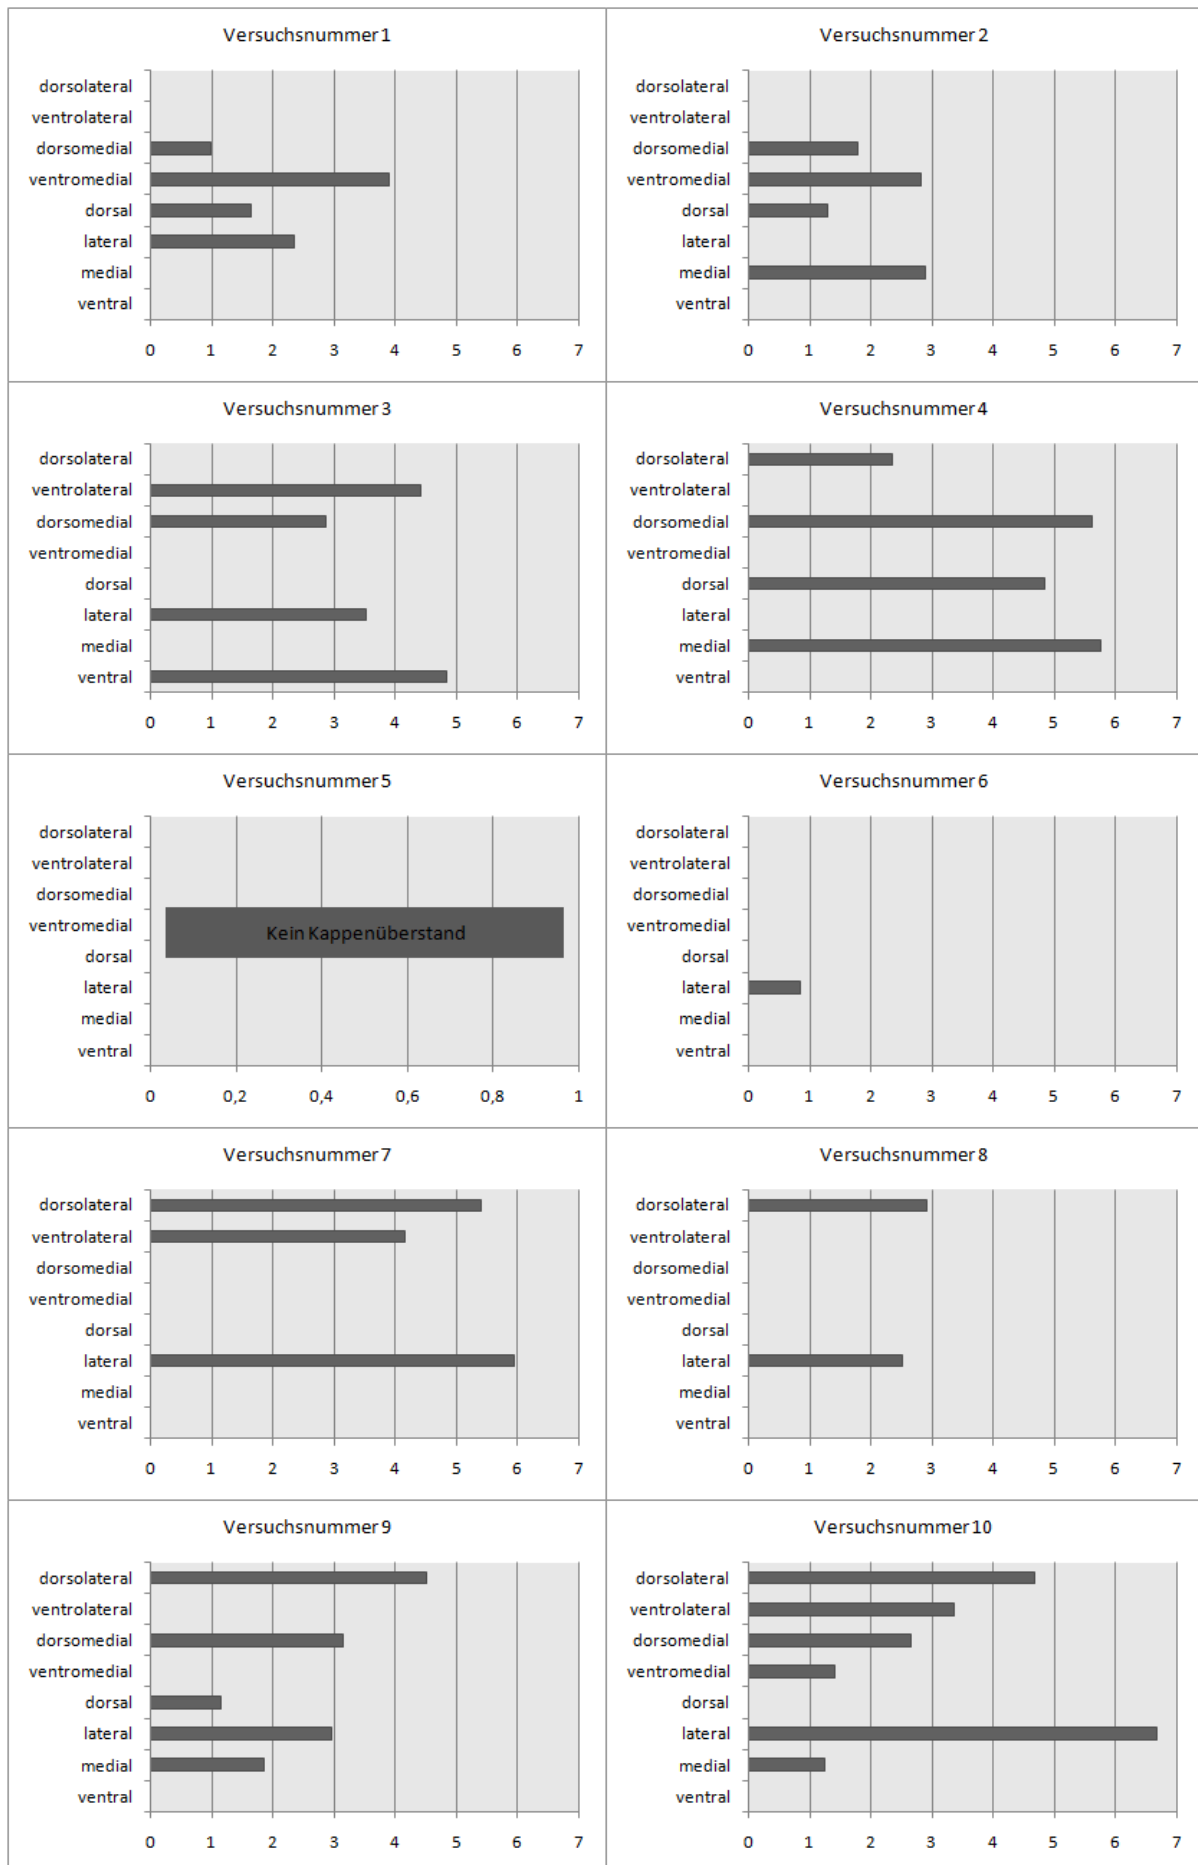 Versuchsnummer 1
dorsolateral
ventrolateral
dorsomedial
ventromedial
dorsal
lateral
medial
ventral
0 1 2 3 4 5 6 7
Versuchsnummer 2
dorsolateral
ventrolateral
dorsomedial
ventromedial
dorsal
lateral
medial
ventral
0 1 2 3 4 5 6 7
Versuchsnummer 3
dorsolateral
ventrolateral
dorsomedial
ventromedial
dorsal
lateral
medial
ventral
0 1 2 3 4 5 6 7
Versuchsnummer 4
dorsolateral
ventrolateral
dorsomedial
ventromedial
dorsal
lateral
medial
ventral
0 1 2 3 4 5 6 7
Versuchsnummer 5
dorsolateral
ventrolateral
dorsomedial
ventromedial
Kein Kappenüberstand
dorsal
lateral
medial
ventral
0 0,2 0,4 0,6 0,8 1
Versuchsnummer 6
dorsolateral
ventrolateral
dorsomedial
ventromedial
dorsal
lateral
medial
ventral
0 1 2 3 4 5 6 7
Versuchsnummer 7
dorsolateral
ventrolateral
dorsomedial
ventromedial
dorsal
lateral
medial
ventral
0 1 2 3 4 5 6 7
Versuchsnummer 8
dorsolateral
ventrolateral
dorsomedial
ventromedial
dorsal
lateral
medial
ventral
0 1 2 3 4 5 6 7
Versuchsnummer 9
dorsolateral
ventrolateral
dorsomedial
ventromedial
dorsal
lateral
medial
ventral
0 1 2 3 4 5 6 7
Versuchsnummer 10
dorsolateral
ventrolateral
dorsomedial
ventromedial
dorsal
lateral
medial
ventral
0 1 2 3 4 5 6 7